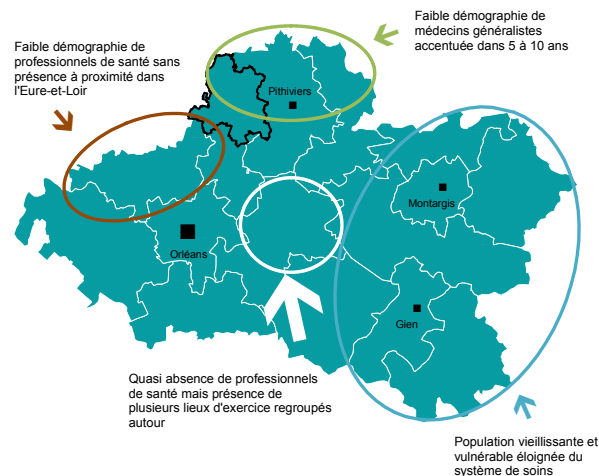 Faible démographie de
médecins généralistes
accentuée dans 5 à 10 ans
Faible démographie de
professionnels de santé sans
présence à proximité dans
l'Eure-et-Loir
Pithiviers
Montargis
Orléans
Gien
Quasi absence de professionnels
de santé mais présence de
plusieurs lieux d'exercice regroupés
autour
Population vieillissante et
vulnérable éloignée du
système de soins